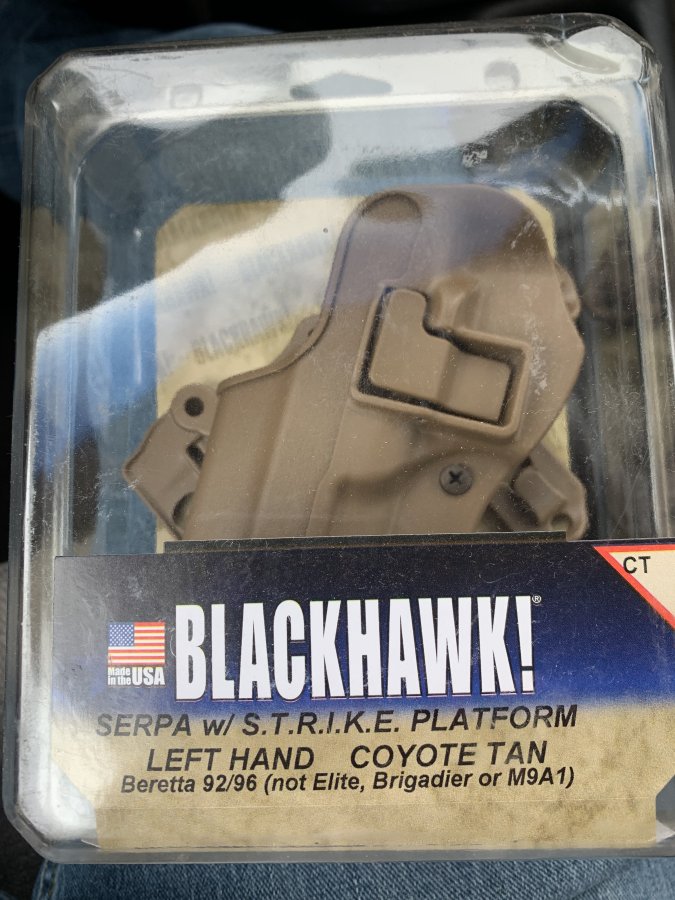 BLACKHAWK!
CT
Made in the USA
BLACKHAWK!®
SERPA w/ S.T.R.I.K.E. PLATFORM
LEFT HAND COYOTE TAN
Beretta 92/96 (not Elite, Brigadier or M9A1)